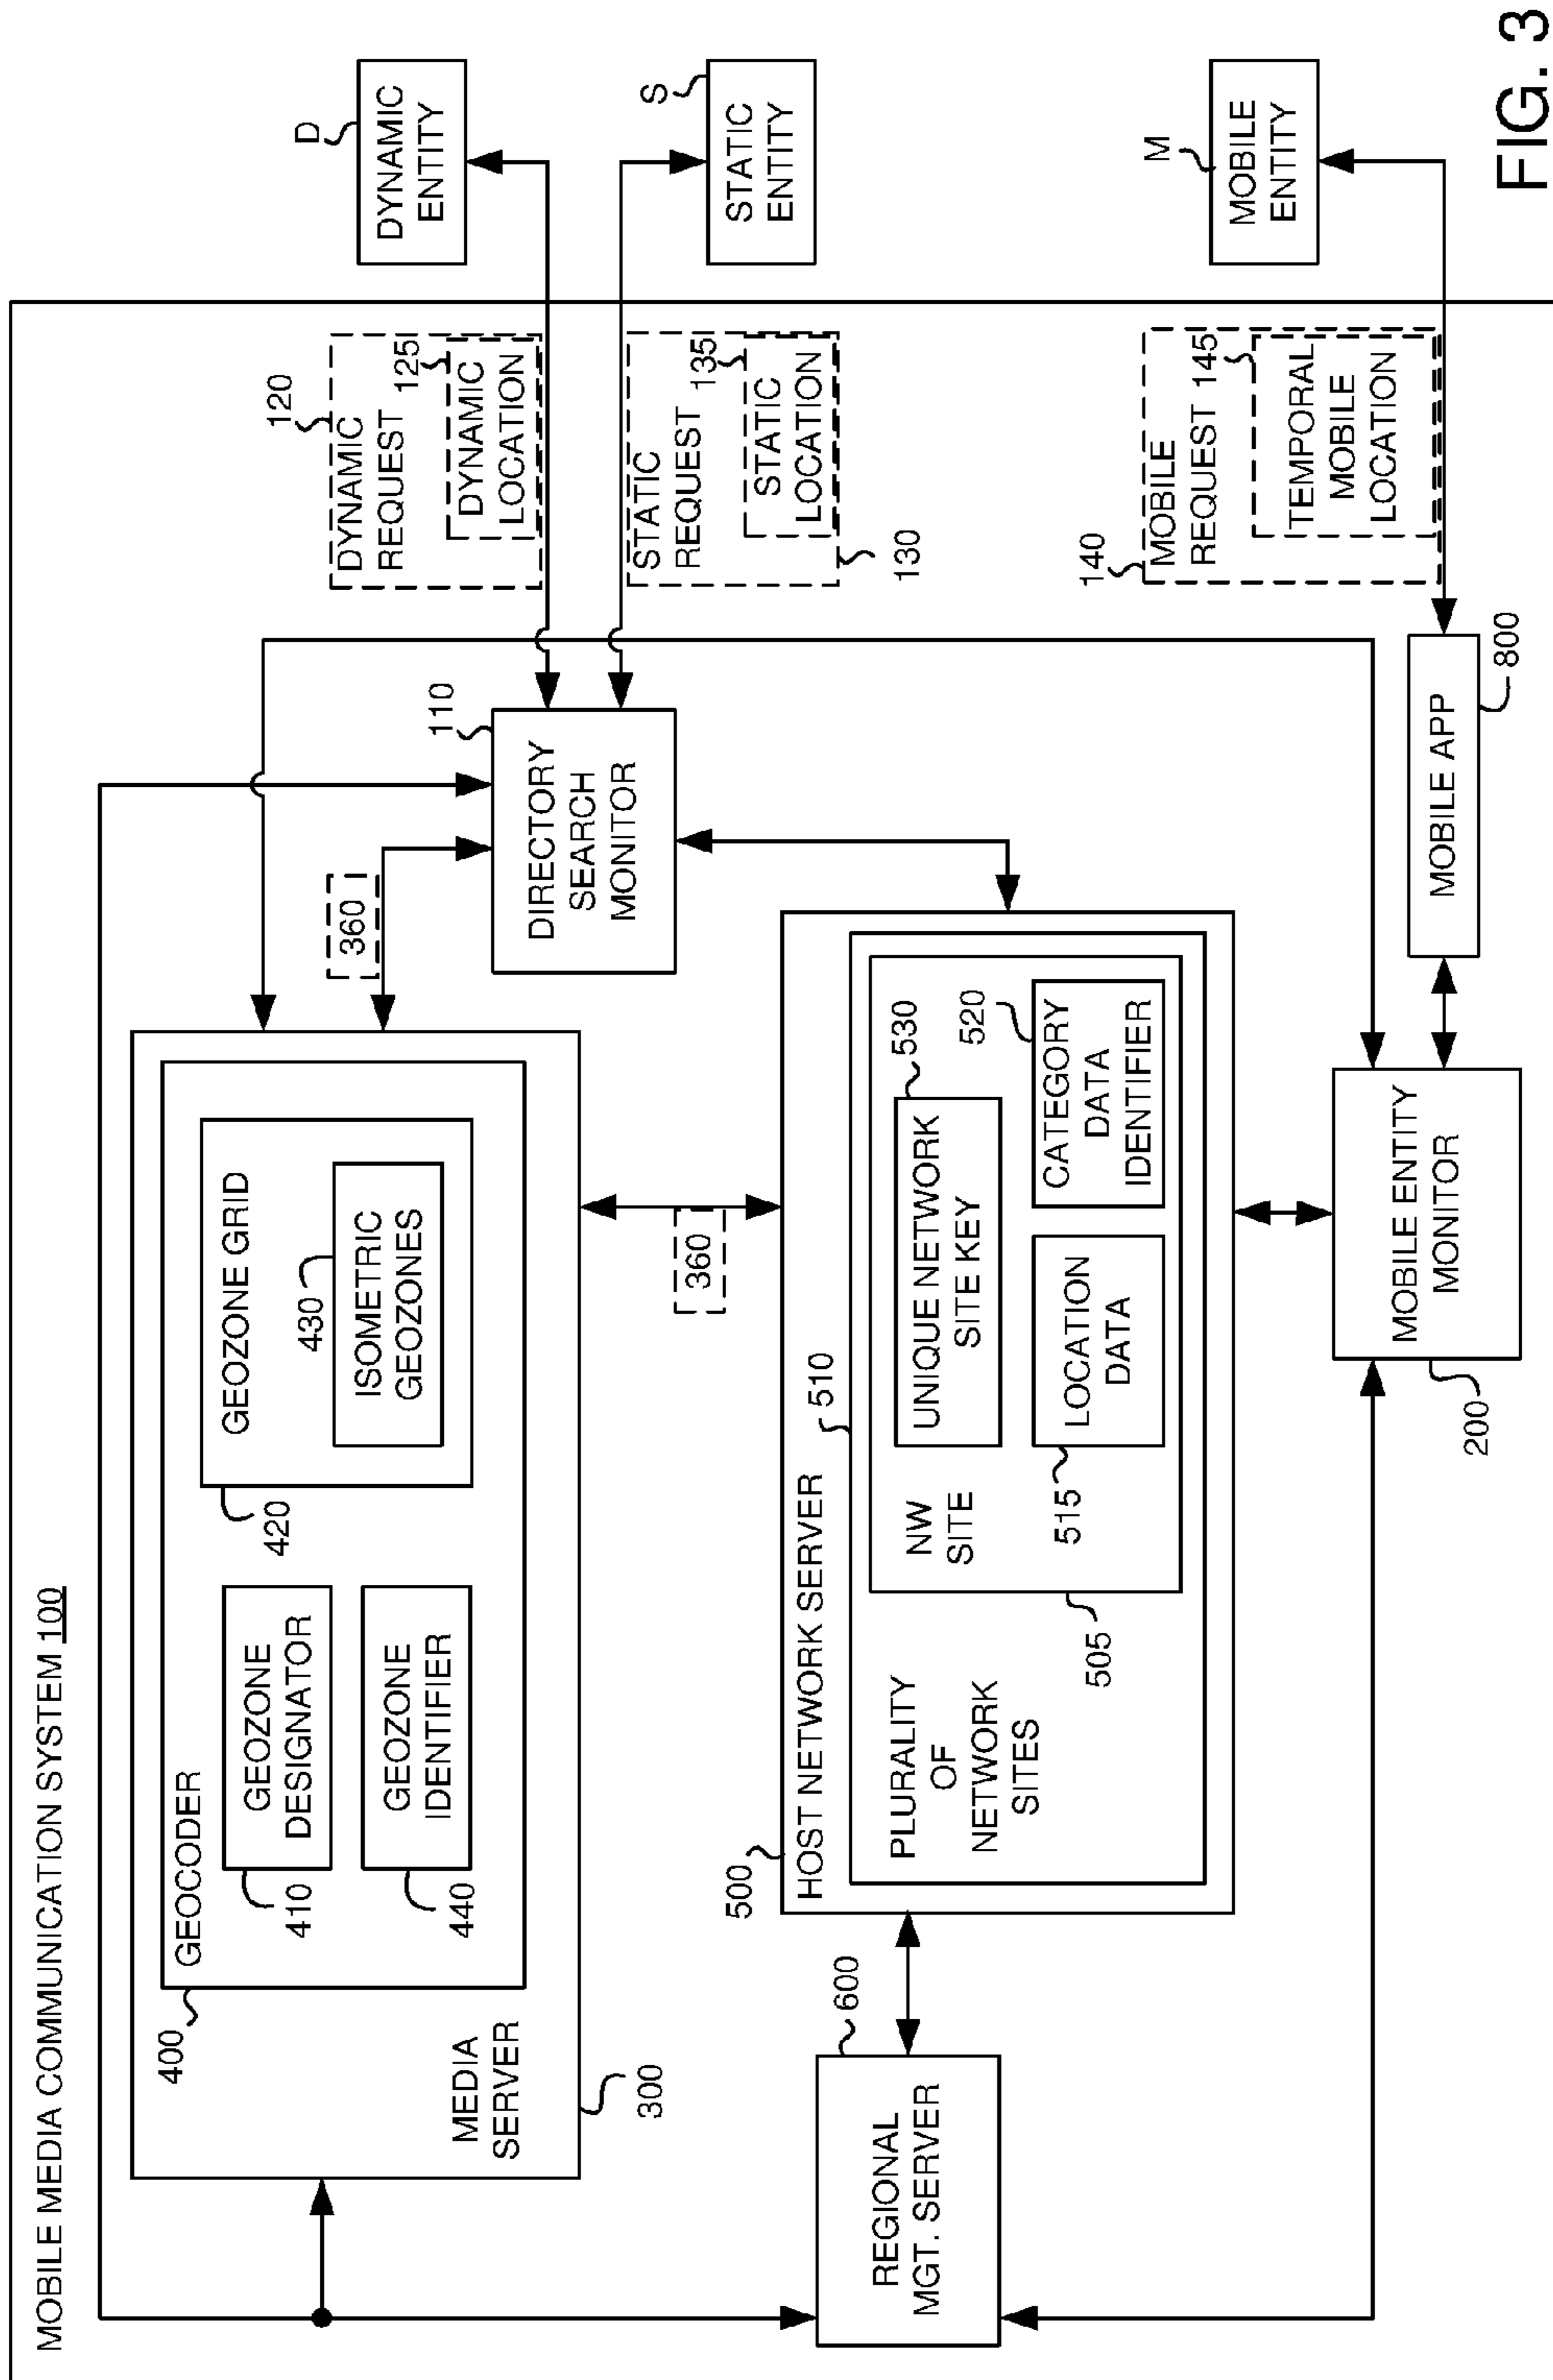 MOBILE MEDIA COMMUNICATION SYSTEM 100
400
GEOCODER
GEOZONE
DESIGNATOR
410
GEOZONE
IDENTIFIER
440
GEOZONE GRID
420
430
ISOMETRIC
GEOZONES
MEDIA
SERVER
300
360
110
DIRECTORY
SEARCH
MONITOR
120
DYNAMIC
REQUEST
125
DYNAMIC
LOCATION
D
DYNAMIC
ENTITY
STATIC
REQUEST
135
STATIC
LOCATION
130
S
STATIC
ENTITY
360
500
HOST NETWORK SERVER
510
PLURALITY
OF
NETWORK
SITES
505
NW
SITE
530
UNIQUE NETWORK
SITE KEY
515
LOCATION
DATA
520
CATEGORY
DATA
IDENTIFIER
600
REGIONAL
MGT. SERVER
MOBILE ENTITY
MONITOR
200
MOBILE APP
800
140
MOBILE
REQUEST
145
TEMPORAL
MOBILE
LOCATION
M
MOBILE
ENTITY
FIG. 3